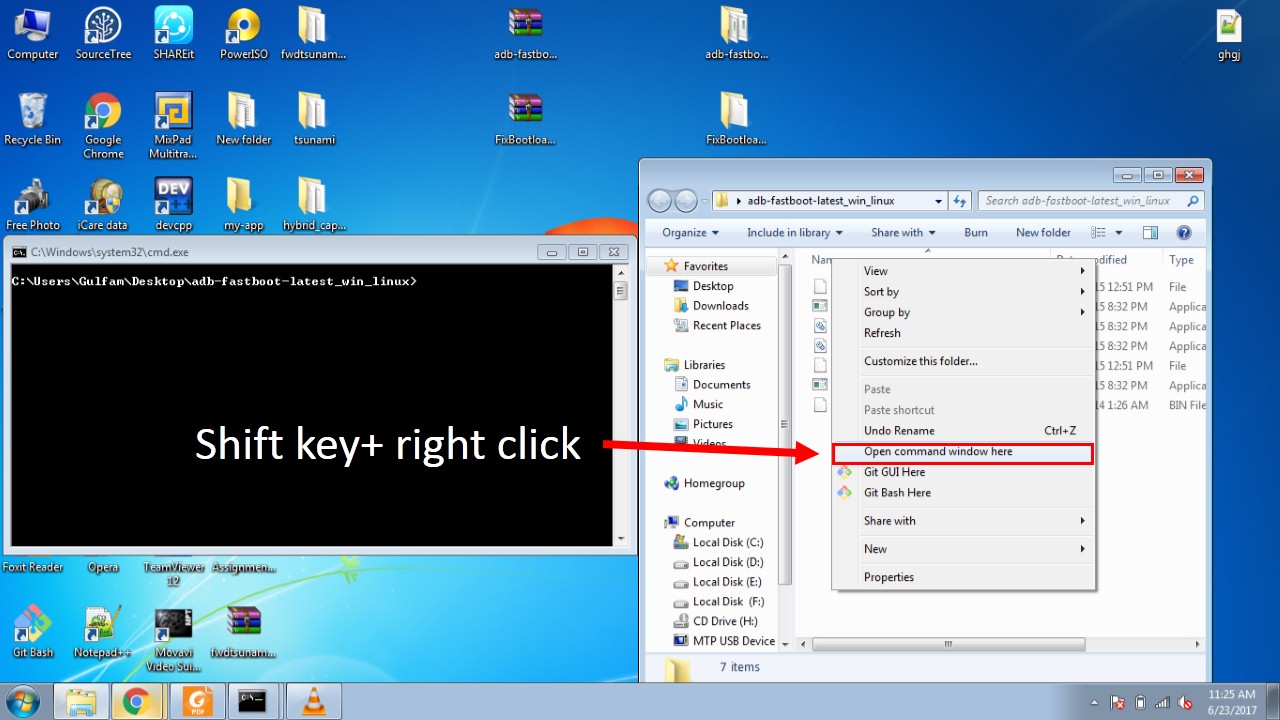 Computer
SourceTree
SHAREit
PowerISO
fwdtsunam...
adb-fastbo...
adb-fastbo...
ghgj
Recycle Bin
Google
Chrome
MixPad
Multitra...
New folder
tsunami
FixBootloa...
FixBootloa...
Free Photo
iCare data
DEV
C++
devcpp
my-app
hybrid_cap...
C:\Windows\system32\cmd.exe
C:\Users\Gulfam\Desktop\adb-fastboot-latest_win_linux>
Shift key+ right click
adb-fastboot-latest_win_linux
Search adb-fastboot-latest_win_linux
Organize
Include in library
Share with
Burn
New folder
Favorites
Desktop
Downloads
Recent Places
Libraries
Documents
Music
Pictures
Videos
Homegroup
Computer
Local Disk (C:)
Local Disk (D:)
Local Disk (E:)
Local Disk (F:)
CD Drive (H:)
MTP USB Device
Type
15 12:51 PM File
15 8:32 PM Applica
15 8:32 PM Applica
15 8:32 PM Applica
15 12:51 PM File
15 8:32 PM Applica
14 1:26 AM BIN File
View
Sort by
Group by
Refresh
Customize this folder...
Paste
Paste shortcut
Undo Rename Ctrl+Z
Open command window here
Git GUI Here
Git Bash Here
Share with
New
Properties
7 items
Foxit Reader
Opera
TeamViewer
12
Assignmen...
Git Bash
Notepad++
Movavi
Video Sui...
fwdtsunam...
PDF
C:\_
11:25 AM
6/23/2017